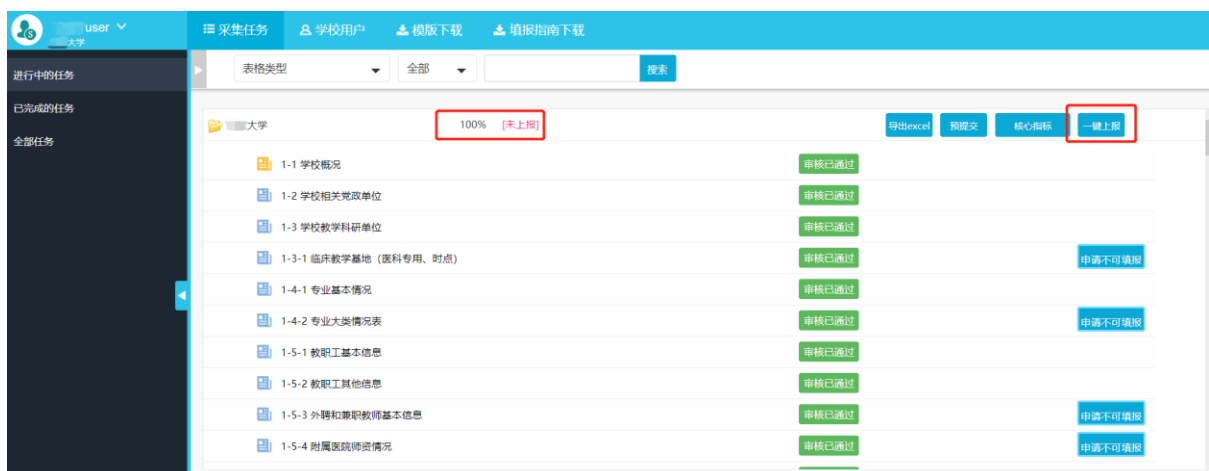 user
大学
采集任务 学校用户 模版下载 填报指南下载
进行中的任务
已完成的任务
全部任务
表格类型 全部 搜索
大学 100% [未上报] 导出excel 预提交 核心指标 一键上报
1-1 学校概况 审核已通过
1-2 学校相关党政单位 审核已通过
1-3 学校教学科研单位 审核已通过
1-3-1 临床教学基地（医科专用、时点） 审核已通过 申请不可填报
1-4-1 专业基本情况 审核已通过
1-4-2 专业大类情况表 审核已通过 申请不可填报
1-5-1 教职工基本信息 审核已通过
1-5-2 教职工其他信息 审核已通过
1-5-3 外聘和兼职教师基本信息 审核已通过 申请不可填报
1-5-4 附属医院师资情况 审核已通过 申请不可填报